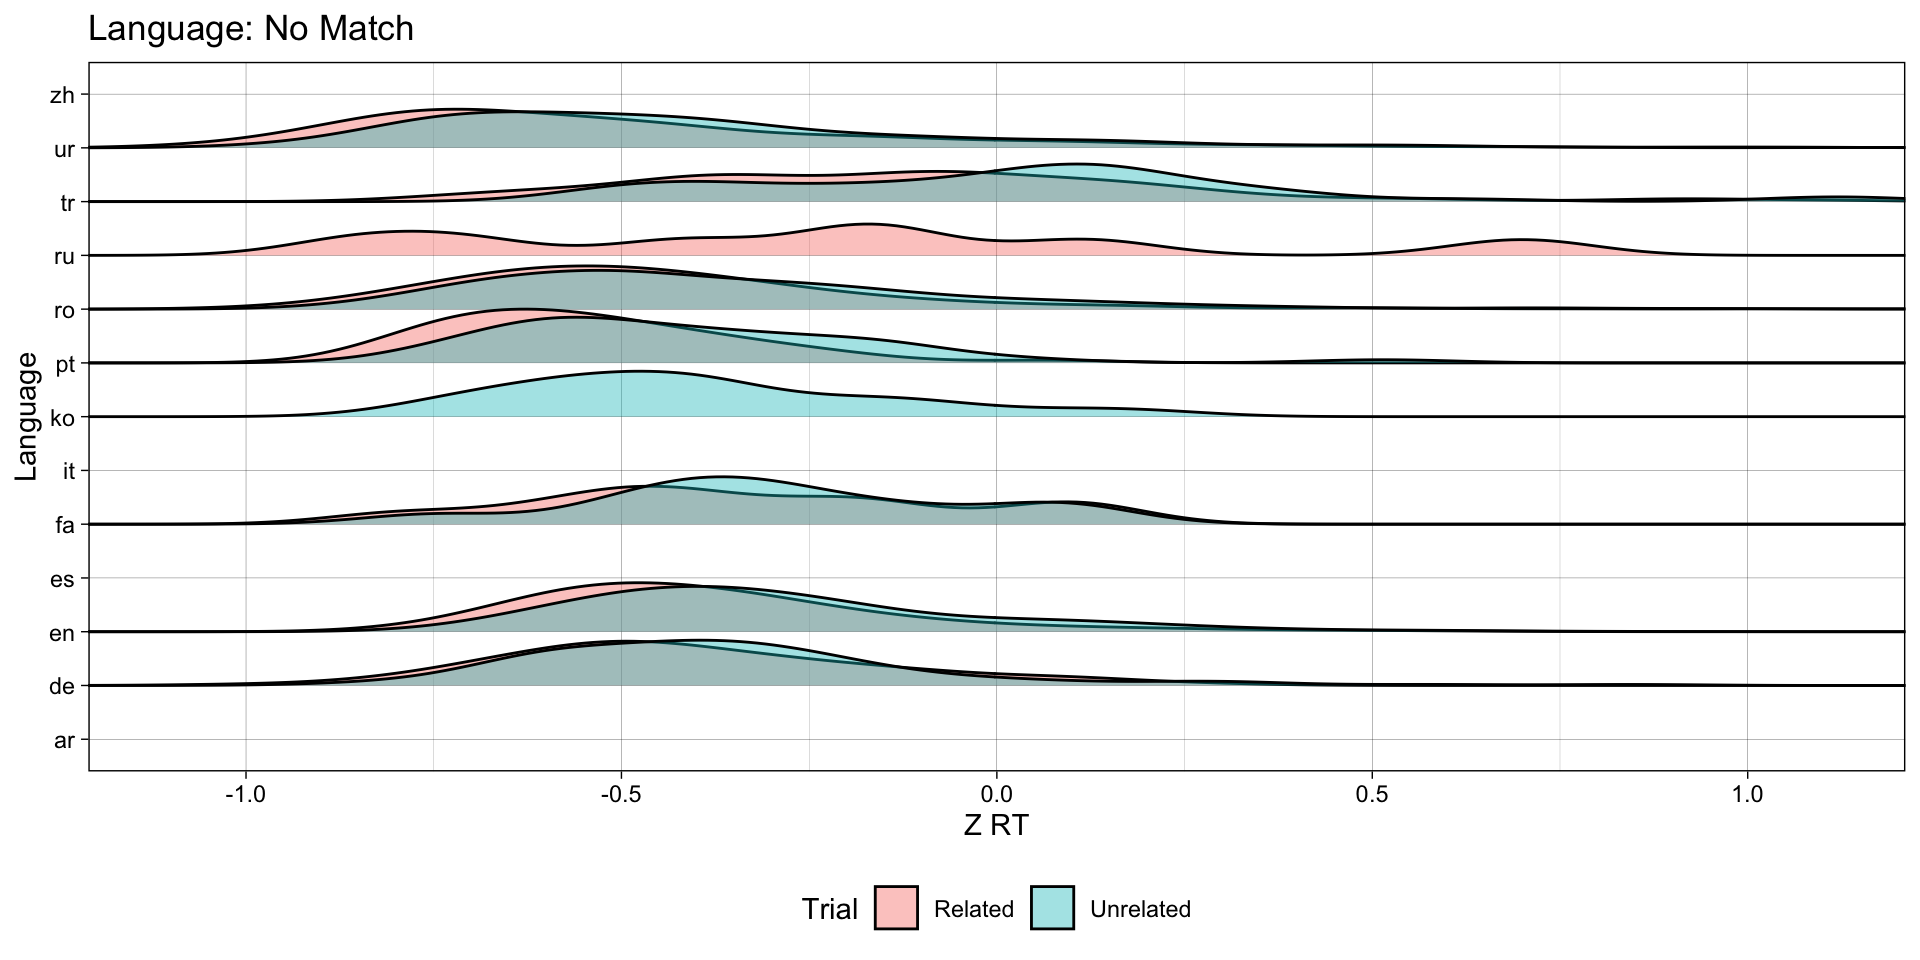 Language: No Match
Language
zh
ur
tr
ru
ro
pt
ko
it
fa
es
en
de
ar
-1.0 -0.5 0.0 0.5 1.0
Z RT
Trial Related Unrelated